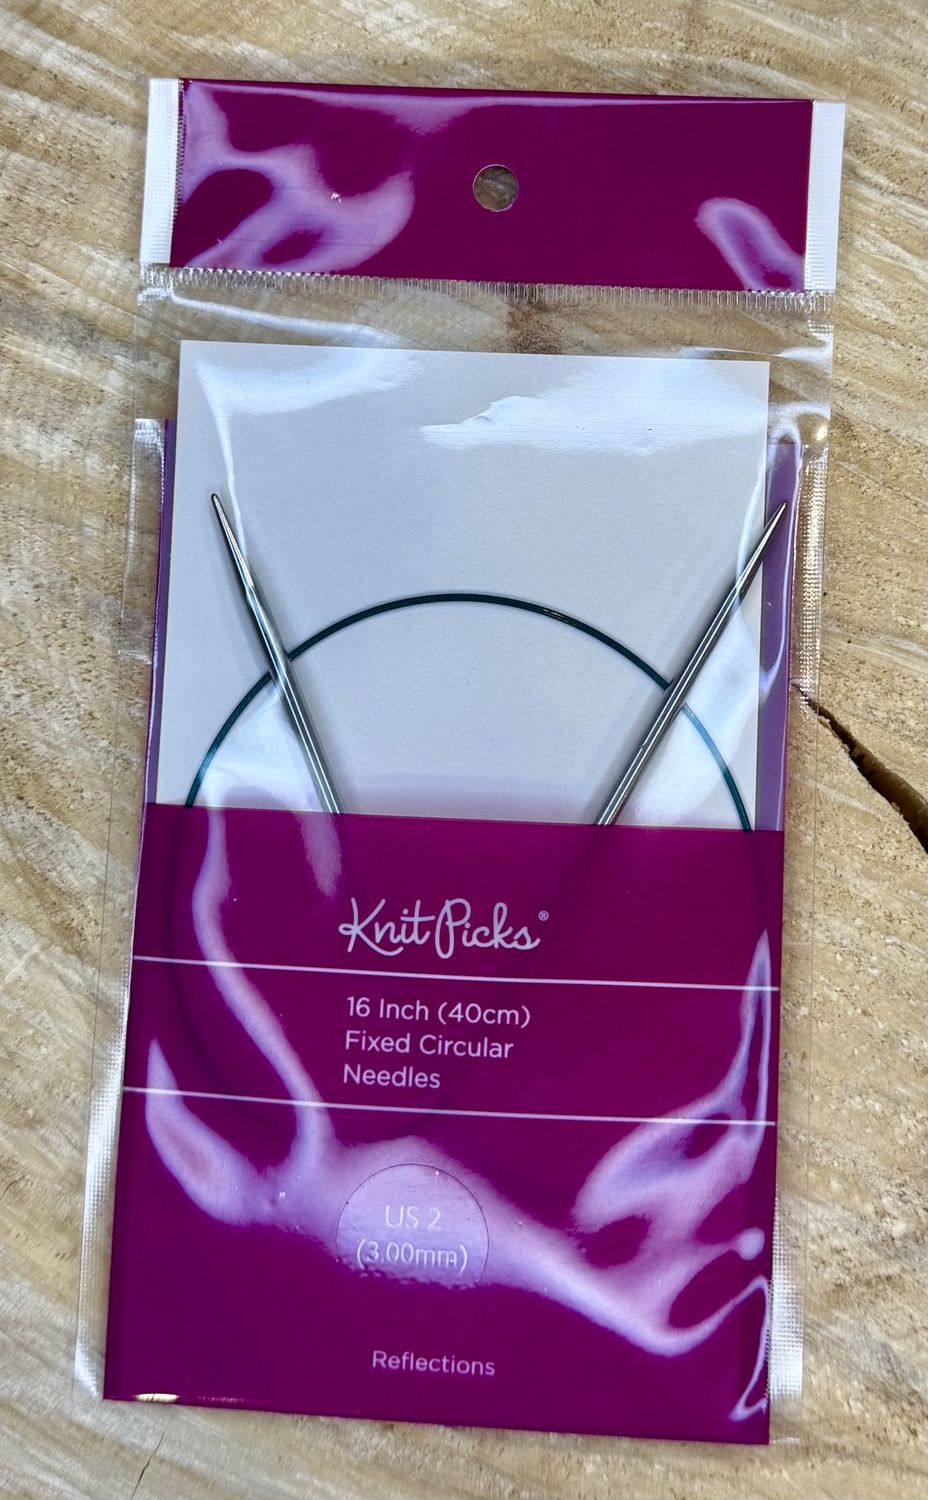 KnitPicks®
16 Inch (40cm)
Fixed Circular
Needles
US 2
(3.00mm)
Reflections